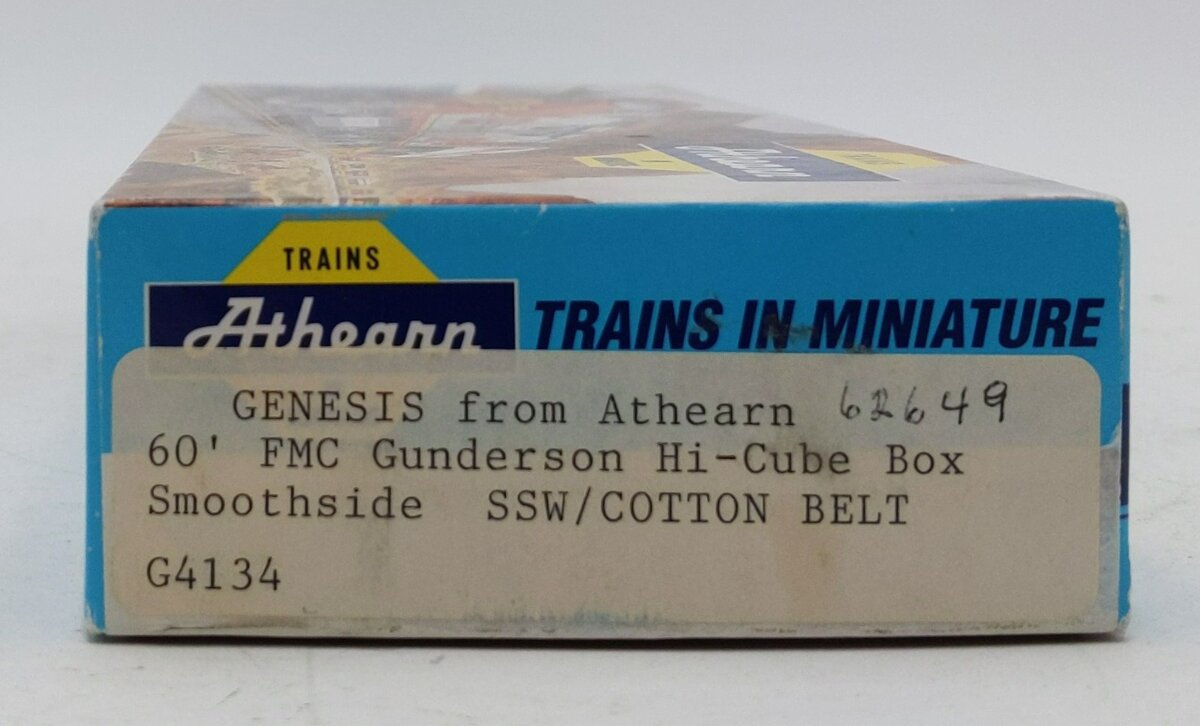 Athearn
TRAINS
Athearn
TRAINS IN MINIATURE
GENESIS from Athearn 62649
60' FMC Gunderson Hi-Cube Box
Smoothside SSW/COTTON BELT
G4134